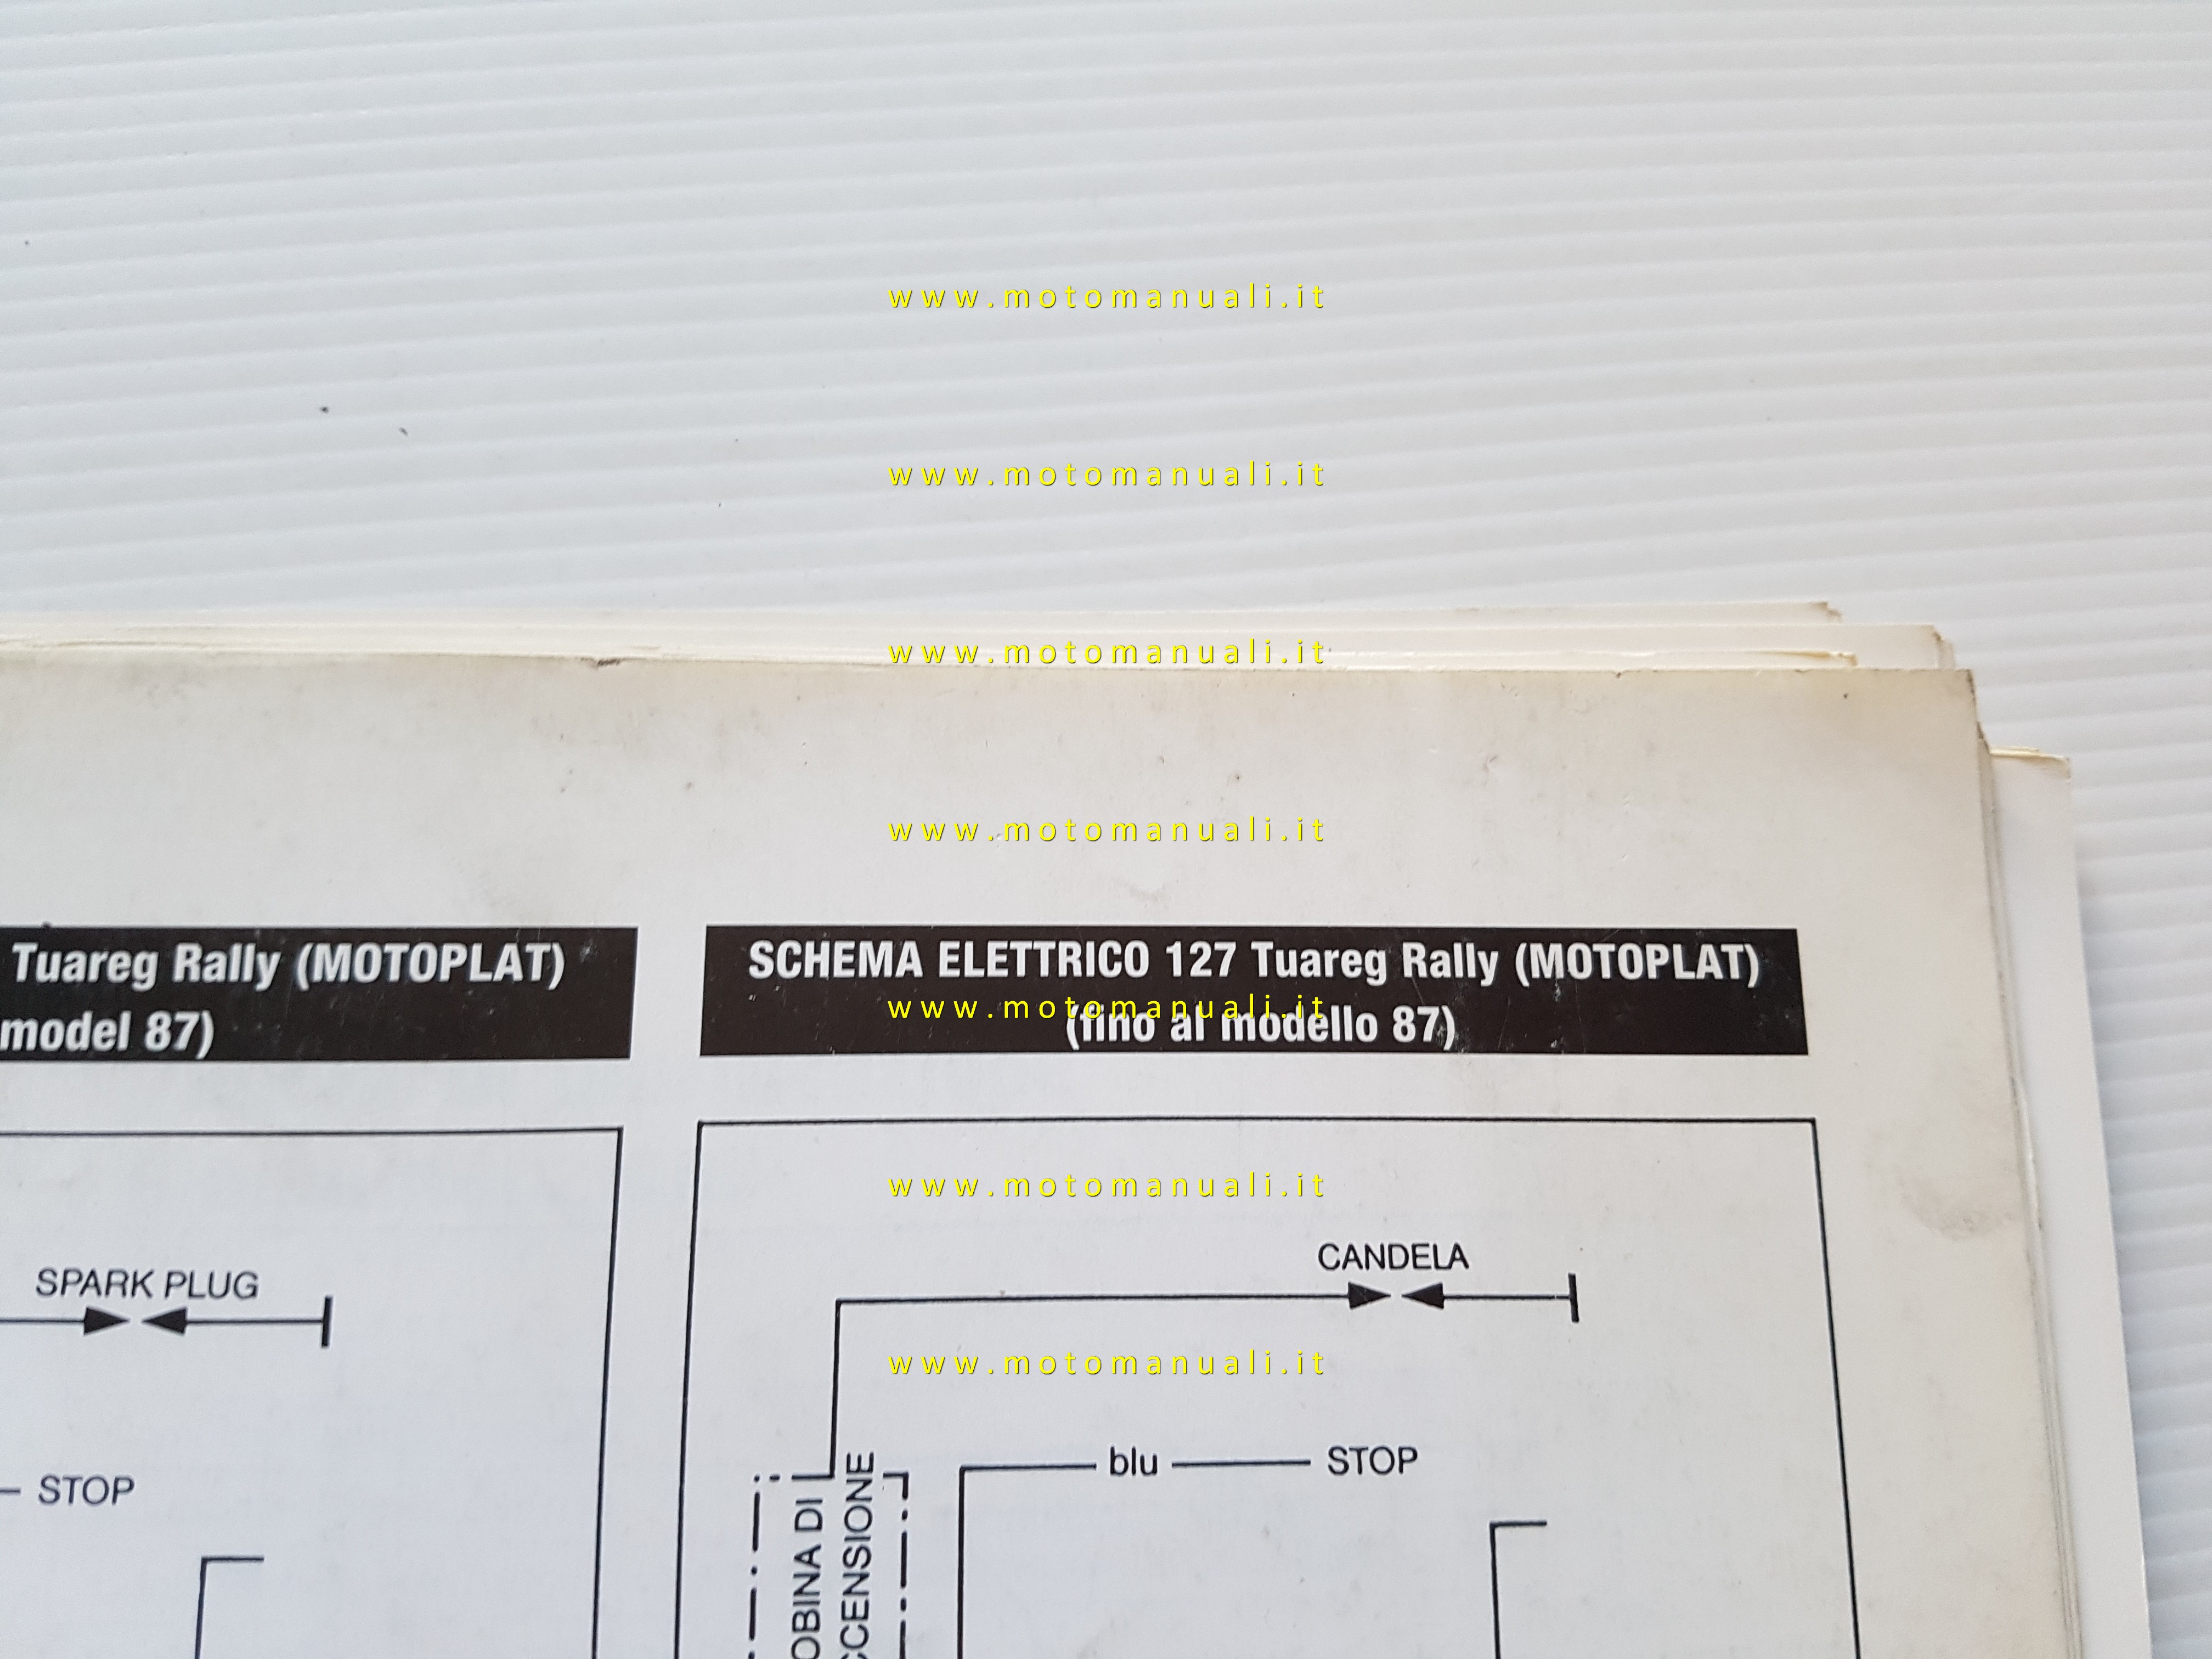 www.motomanuali.it
www.motomanuali.it
www.motomanuali.it
www.motomanuali.it
Tuareg Rally (MOTOPLAT)
model 87)
SCHEMA ELETTRICO 127 Tuareg Rally (MOTOPLAT)
www.motomanuali.it
(fino al modello 87)
www.motomanuali.it
SPARK PLUG
STOP
CANDELA
www.motomanuali.it
blu
STOP
OBINA DI
CCENSIONE